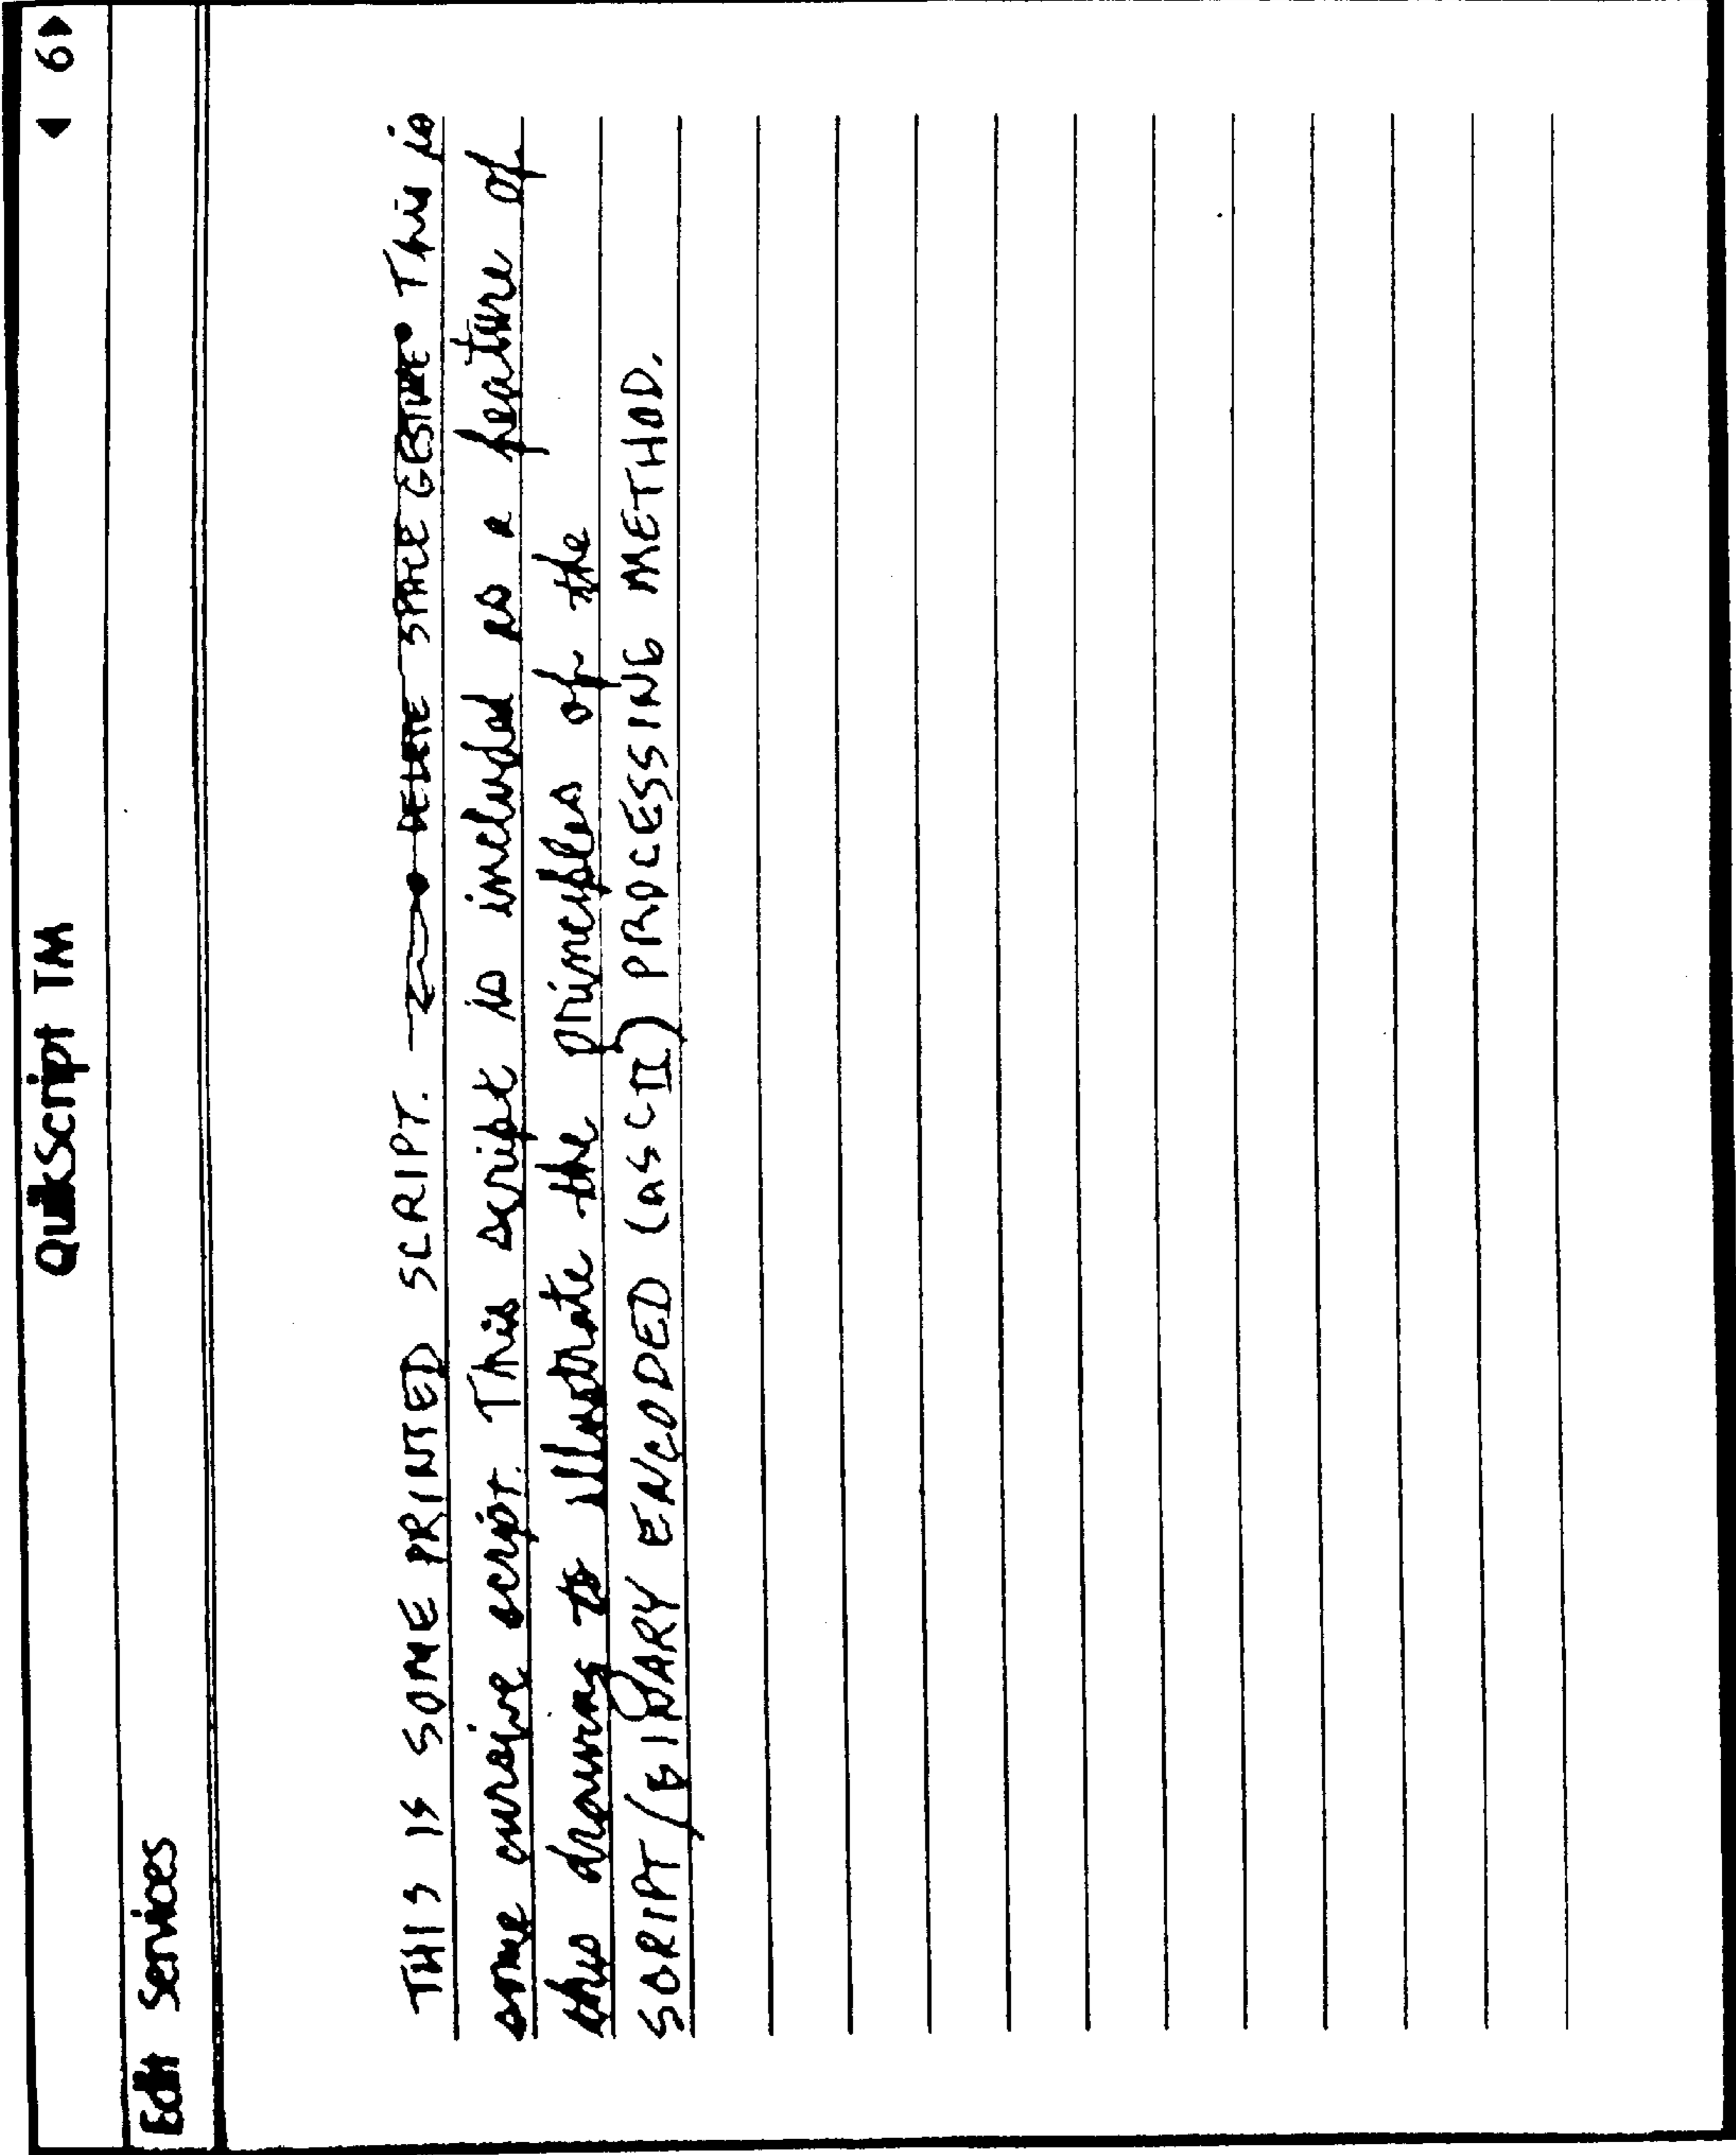 QuikScript TM ◀ 6▶
Edit Services
THIS IS SOME PRINTED SCRIPT. DELETE SPACE GESTURE This is
some cursive script. This script is included as a feature of
this drawing to illustrate the principles of the
SCRIPT/BINARY ENCODED (ASCII) PROCESSING METHOD.